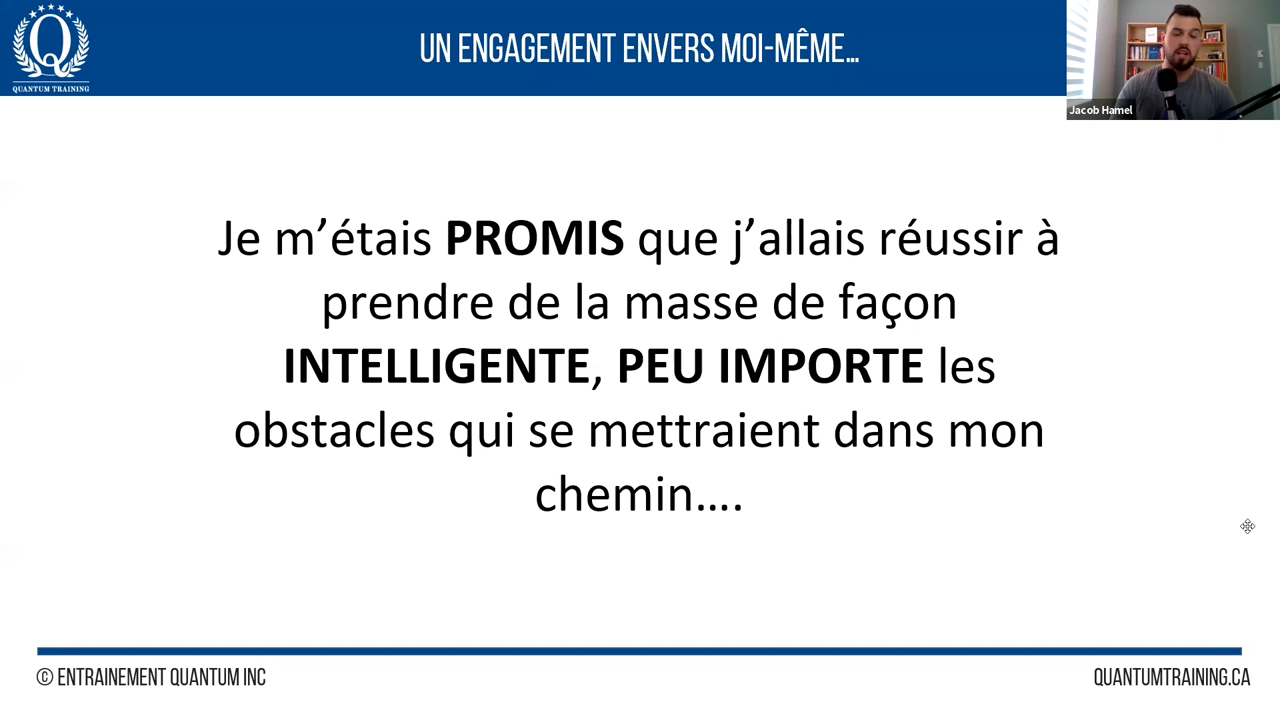 UN ENGAGEMENT ENVERS MOI-MÊME...
Q
QUANTUM TRAINING
Jacob Hamel
Je m’étais PROMIS que j’allais réussir à
prendre de la masse de façon
INTELLIGENTE, PEU IMPORTE les
obstacles qui se mettraient dans mon
chemin....
© ENTRAINEMENT QUANTUM INC
QUANTUMTRAINING.CA